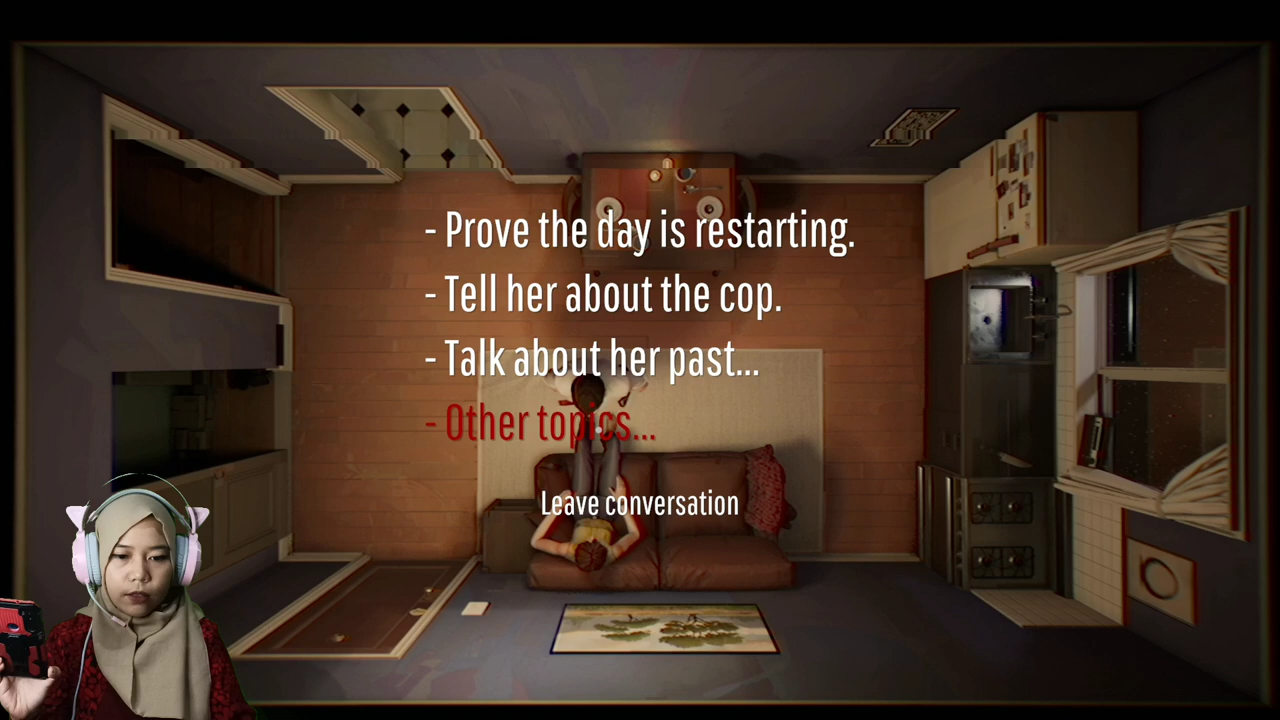 - Prove the day is restarting.
- Tell her about the cop.
- Talk about her past...
- Other topics...
Leave conversation